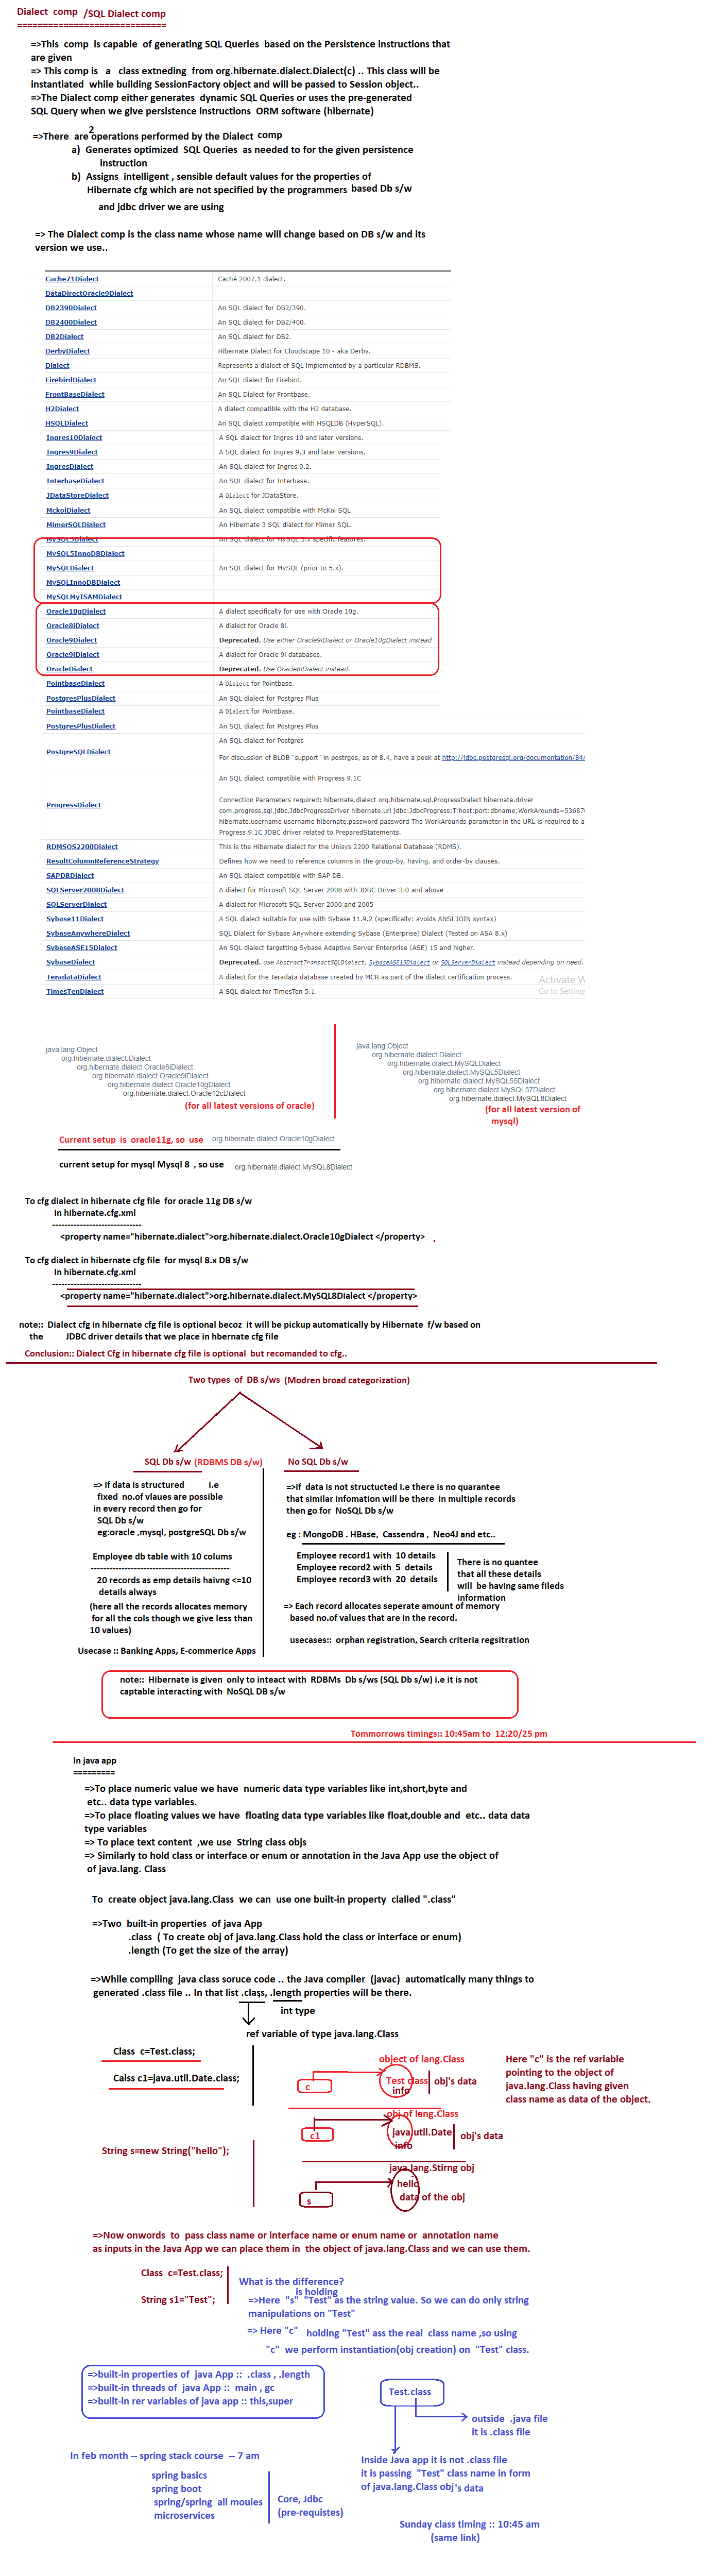 Dialect comp /SQL Dialect comp
=============================
=>This comp is capable of generating SQL Queries based on the Persistence instructions that
are given
=> This comp is a class extneding from org.hibernate.dialect.Dialect(c) .. This class will be
instantiated while building SessionFactory object and will be passed to Session object..
=>The Dialect comp either generates dynamic SQL Queries or uses the pre-generated
SQL Query when we give persistence instructions ORM software (hibernate)
=>There are 2 operations performed by the Dialect comp
a) Generates optimized SQL Queries as needed to for the given persistence
instruction
b) Assigns intelligent , sensible default values for the properties of
Hibernate cfg which are not specified by the programmers based Db s/w
and jdbc driver we are using
=> The Dialect comp is the class name whose name will change based on DB s/w and its
version we use..
Cache71Dialect Caché 2007.1 dialect.
DataDirectOracle9Dialect
DB2390Dialect An SQL dialect for DB2/390.
DB2400Dialect An SQL dialect for DB2/400.
DB2Dialect An SQL dialect for DB2.
DerbyDialect Hibernate Dialect for Cloudscape 10 - aka Derby.
Dialect Represents a dialect of SQL implemented by a particular RDBMS.
FirebirdDialect An SQL dialect for Firebird.
FrontBaseDialect An SQL Dialect for Frontbase.
H2Dialect A dialect compatible with the H2 database.
HSQLDialect An SQL dialect compatible with HSQLDB (HyperSQL).
Ingres10Dialect A SQL dialect for Ingres 10 and later versions.
Ingres9Dialect A SQL dialect for Ingres 9.3 and later versions.
IngresDialect An SQL dialect for Ingres 9.2.
InterbaseDialect An SQL dialect for Interbase.
JDataStoreDialect A Dialect for JDataStore.
MckoiDialect An SQL dialect compatible with McKoi SQL
MimerSQLDialect An Hibernate 3 SQL dialect for Mimer SQL.
MySQL5Dialect An SQL dialect for MySQL 5.x specific features.
MySQL5InnoDBDialect
MySQLDialect An SQL dialect for MySQL (prior to 5.x).
MySQLInnoDBDialect
MySQLMyISAMDialect
Oracle10gDialect A dialect specifically for use with Oracle 10g.
Oracle8iDialect A dialect for Oracle 8i.
Oracle9Dialect Deprecated. Use either Oracle9iDialect or Oracle10gDialect instead
Oracle9iDialect A dialect for Oracle 9i databases.
OracleDialect Deprecated. Use Oracle8iDialect instead.
PointbaseDialect A Dialect for Pointbase.
PostgresPlusDialect An SQL dialect for Postgres Plus
PointbaseDialect A Dialect for Pointbase.
PostgresPlusDialect An SQL dialect for Postgres Plus
An SQL dialect for Postgres
PostgreSQLDialect
For discussion of BLOB "support" in postrges, as of 8.4, have a peek at http://jdbc.postgresql.org/documentation/84/
An SQL dialect compatible with Progress 9.1C
Connection Parameters required: hibernate.dialect org.hibernate.sql.ProgressDialect hibernate.driver
ProgressDialect com.progress.sql.jdbc.JdbcProgressDriver hibernate.url jdbc:JdbcProgress:T:host:port:dbname;WorkArounds=53687
hibernate.username username hibernate.password password The WorkArounds parameter in the URL is required to a
Progress 9.1C JDBC driver related to PreparedStatements.
RDMSOS2200Dialect This is the Hibernate dialect for the Unisys 2200 Relational Database (RDMS).
ResultColumnReferenceStrategy Defines how we need to reference columns in the group-by, having, and order-by clauses.
SAPDBDialect An SQL dialect compatible with SAP DB.
SQLServer2008Dialect A dialect for Microsoft SQL Server 2008 with JDBC Driver 3.0 and above
SQLServerDialect A dialect for Microsoft SQL Server 2000 and 2005
Sybase11Dialect A SQL dialect suitable for use with Sybase 11.9.2 (specifically: avoids ANSI JOIN syntax)
SybaseAnywhereDialect SQL Dialect for Sybase Anywhere extending Sybase (Enterprise) Dialect (Tested on ASA 8.x)
SybaseASE15Dialect An SQL dialect targetting Sybase Adaptive Server Enterprise (ASE) 15 and higher.
SybaseDialect Deprecated. use AbstractTransactSQLDialect, SybaseASE15Dialect or SQLServerDialect instead depending on need.
TeradataDialect A dialect for the Teradata database created by MCR as part of the dialect certification process.
Activate W
TimesTenDialect A SQL dialect for TimesTen 5.1.
Go to Setting
java.lang.Object
org.hibernate.dialect.Dialect
org.hibernate.dialect.Oracle8iDialect
org.hibernate.dialect.Oracle9iDialect
org.hibernate.dialect.Oracle10gDialect
org.hibernate.dialect.Oracle12cDialect
(for all latest versions of oracle)
java.lang.Object
org.hibernate.dialect.Dialect
org.hibernate.dialect.MySQLDialect
org.hibernate.dialect.MySQL5Dialect
org.hibernate.dialect.MySQL55Dialect
org.hibernate.dialect.MySQL57Dialect
org.hibernate.dialect.MySQL8Dialect
(for all latest version of
mysql)
Current setup is oracle11g, so use org.hibernate.dialect.Oracle10gDialect
current setup for mysql Mysql 8 , so use org.hibernate.dialect.MySQL8Dialect
To cfg dialect in hibernate cfg file for oracle 11g DB s/w
In hibernate.cfg.xml
-----------------------------
<property name="hibernate.dialect">org.hibernate.dialect.Oracle10gDialect </property> .
To cfg dialect in hibernate cfg file for mysql 8.x DB s/w
In hibernate.cfg.xml
-----------------------------
<property name="hibernate.dialect">org.hibernate.dialect.MySQL8Dialect </property>
note:: Dialect cfg in hibernate cfg file is optional becoz it will be pickup automatically by Hibernate f/w based on
the JDBC driver details that we place in hbernate cfg file
Conclusion:: Dialect Cfg in hibernate cfg file is optional but recomanded to cfg..
Two types of DB s/ws (Modren broad categorization)
SQL Db s/w (RDBMS DB s/w)
=> if data is structured i.e
fixed no.of vlaues are possible
in every record then go for
SQL Db s/w
eg:oracle ,mysql, postgreSQL Db s/w
Employee db table with 10 colums
---------------------------------------------
20 records as emp details haivng <=10
details always
(here all the records allocates memory
for all the cols though we give less than
10 values)
Usecase :: Banking Apps, E-commerice Apps
No SQL Db s/w
=>if data is not structucted i.e there is no quarantee
that similar infomation will be there in multiple records
then go for NoSQL Db s/w
eg : MongoDB . HBase, Cassendra , Neo4J and etc..
Employee record1 with 10 details
Employee record2 with 5 details
Employee record3 with 20 details
There is no quantee
that all these details
will be having same fileds
information
=> Each record allocates seperate amount of memory
based no.of values that are in the record.
usecases:: orphan registration, Search criteria regsitration
note:: Hibernate is given only to inteact with RDBMs Db s/ws (SQL Db s/w) i.e it is not
captable interacting with NoSQL DB s/w
Tommorrows timings:: 10:45am to 12:20/25 pm
In java app
=========
=>To place numeric value we have numeric data type variables like int,short,byte and
etc.. data type variables.
=>To place floating values we have floating data type variables like float,double and etc.. data data
type variables
=> To place text content ,we use String class objs
=> Similarly to hold class or interface or enum or annotation in the Java App use the object of
of java.lang. Class
To create object java.lang.Class we can use one built-in property clalled ".class"
=>Two built-in properties of java App
.class ( To create obj of java.lang.Class hold the class or interface or enum)
.length (To get the size of the array)
=>While compiling java class soruce code .. the Java compiler (javac) automatically many things to
generated .class file .. In that list .class, .length properties will be there.
int type
ref variable of type java.lang.Class
Class c=Test.class;
Calss c1=java.util.Date.class;
String s=new String("hello");
object of lang.Class
c
Test class
info
obj's data
obj of lang.Class
c1
java.util.Date
info
obj's data
java.lang.Stirng obj
s
hello
data of the obj
Here "c" is the ref variable
pointing to the object of
java.lang.Class having given
class name as data of the object.
=>Now onwords to pass class name or interface name or enum name or annotation name
as inputs in the Java App we can place them in the object of java.lang.Class and we can use them.
Class c=Test.class;
String s1="Test";
What is the difference?
=>Here "s" is holding "Test" as the string value. So we can do only string
manipulations on "Test"
=> Here "c" holding "Test" ass the real class name ,so using
"c" we perform instantiation(obj creation) on "Test" class.
=>built-in properties of java App :: .class , .length
=>built-in threads of java App :: main , gc
=>built-in rer variables of java app :: this,super
Test.class
outside .java file
it is .class file
Inside Java app it is not .class file
it is passing "Test" class name in form
of java.lang.Class obj's data
In feb month -- spring stack course -- 7 am
spring basics
spring boot
spring/spring all moules
microservices
Core, Jdbc
(pre-requistes)
Sunday class timing :: 10:45 am
(same link)